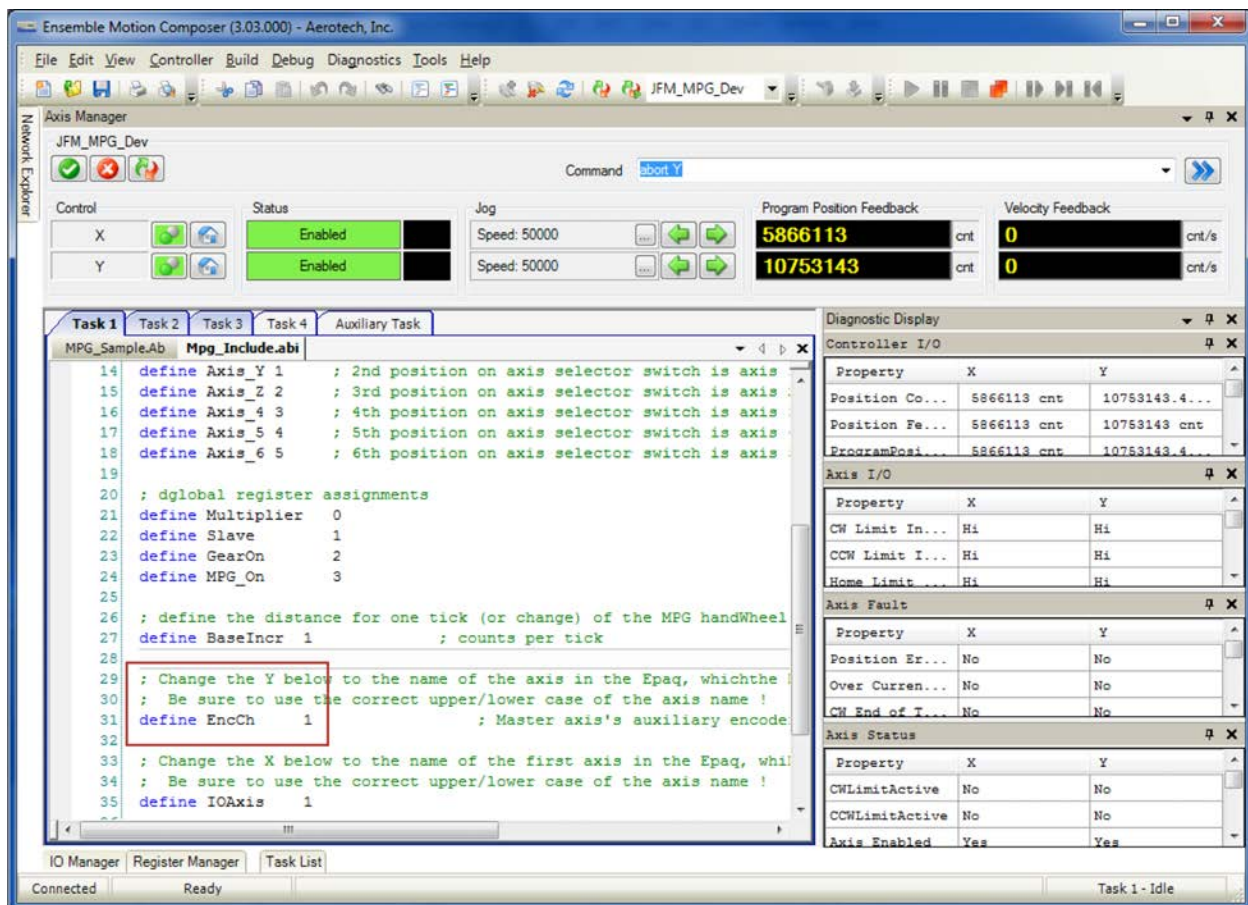 Ensemble Motion Composer (3.03.000) - Aerotech, Inc.
File Edit View Controller Build Debug Diagnostics Tools Help
JFM_MPG_Dev
Network Explorer
Axis Manager
JFM_MPG_Dev
Command abort Y
Control Status Jog Program Position Feedback Velocity Feedback
X Enabled Speed: 50000 ... 5866113 cnt 0 cnt/s
Y Enabled Speed: 50000 ... 10753143 cnt 0 cnt/s
Task 1 Task 2 Task 3 Task 4 Auxiliary Task
MPG_Sample.Ab Mpg_Include.abi
14 define Axis_Y 1 ; 2nd position on axis selector switch is axis
15 define Axis_Z 2 ; 3rd position on axis selector switch is axis
16 define Axis_4 3 ; 4th position on axis selector switch is axis
17 define Axis_5 4 ; 5th position on axis selector switch is axis
18 define Axis_6 5 ; 6th position on axis selector switch is axis
19
20 ; dglobal register assignments
21 define Multiplier 0
22 define Slave 1
23 define GearOn 2
24 define MPG_On 3
25
26 ; define the distance for one tick (or change) of the MPG handWheel
27 define BaseIncr 1 ; counts per tick
28
29 ; Change the Y below to the name of the axis in the Epaq, whichthe
30 ; Be sure to use the correct upper/lower case of the axis name !
31 define EncCh 1 ; Master axis's auxiliary encode
32
33 ; Change the X below to the name of the first axis in the Epaq, whil
34 ; Be sure to use the correct upper/lower case of the axis name !
35 define IOAxis 1
Diagnostic Display
Controller I/O
Property X Y
Position Co... 5866113 cnt 10753143.4...
Position Fe... 5866113 cnt 10753143 cnt
ProgramPosi... 5866113 cnt 10753143.4...
Axis I/O
Property X Y
CW Limit In... Hi Hi
CCW Limit I... Hi Hi
Home Limit ... Hi Hi
Axis Fault
Property X Y
Position Er... No No
Over Curren... No No
CW End of T... No No
Axis Status
Property X Y
CWLimitActive No No
CCWLimitActive No No
Axis Enabled Yes Yes
IO Manager Register Manager Task List
Connected Ready Task 1 - Idle